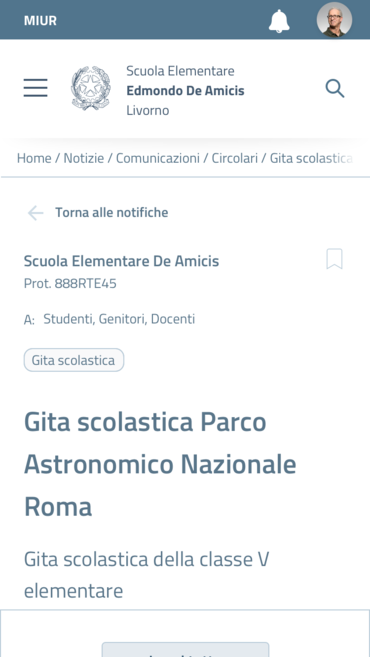 MIUR
Scuola Elementare
Edmondo De Amicis
Livorno
Home / Notizie / Comunicazioni / Circolari / Gita scolastica
Torna alle notifiche
Scuola Elementare De Amicis
Prot. 888RTE45
A: Studenti, Genitori, Docenti
Gita scolastica
Gita scolastica Parco
Astronomico Nazionale
Roma
Gita scolastica della classe V
elementare